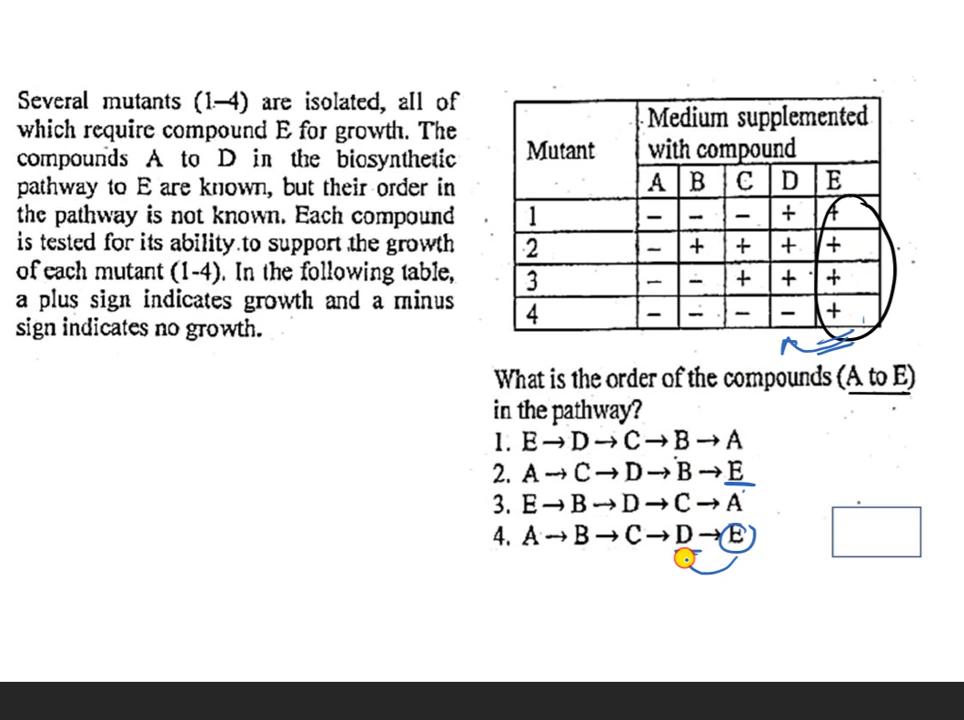 Several mutants (1–4) are isolated, all of
which require compound E for growth. The
compounds A to D in the biosynthetic
pathway to E are known, but their order in
the pathway is not known. Each compound
is tested for its ability to support the growth
of each mutant (1-4). In the following table,
a plus sign indicates growth and a minus
sign indicates no growth.
Mutant
Medium supplemented
with compound
A B C D E
1 – – – + +
2 – + + + +
3 – – + + +
4 – – – – +
What is the order of the compounds (A to E)
in the pathway?
1. E→D→C→B→A
2. A→C→D→B→E
3. E→B→D→C→A
4. A→B→C→D→E